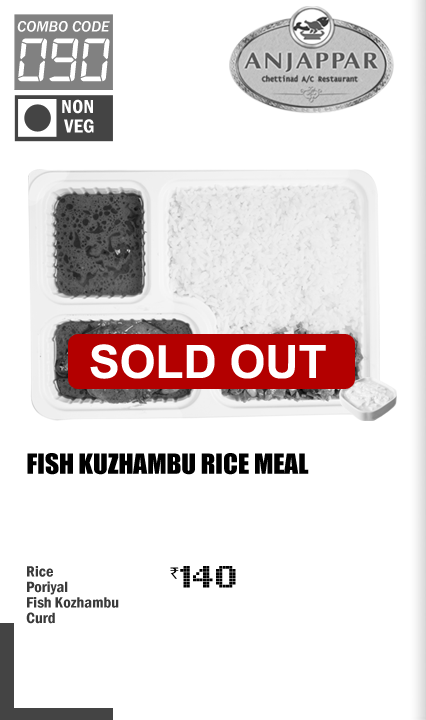 COMBO CODE
090
NON
VEG
ANJAPPAR
Chettinad A/C Restaurant
SOLD OUT
FISH KUZHAMBU RICE MEAL
₹140
Rice
Poriyal
Fish Kozhambu
Curd